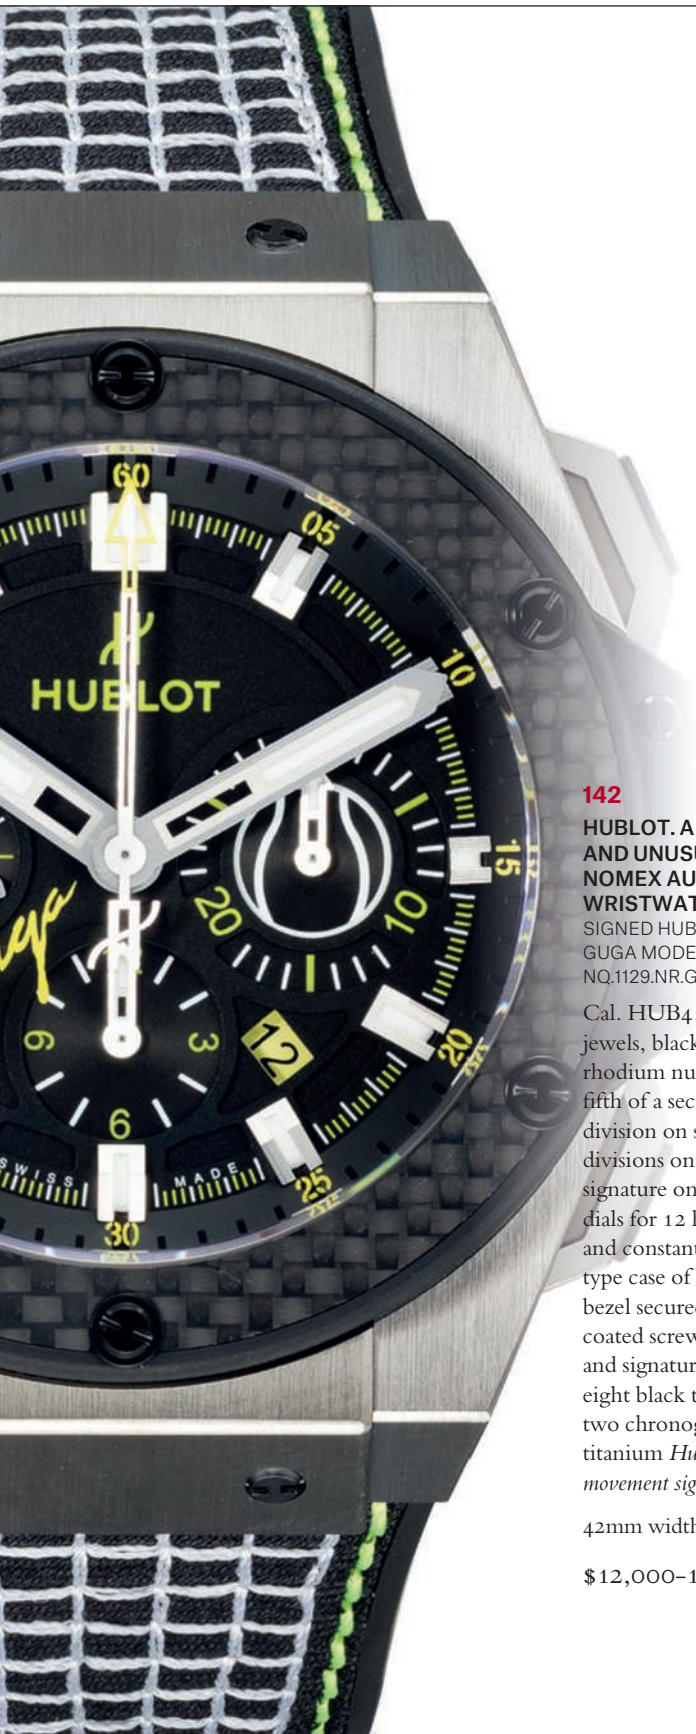 60
05
10
HUBLOT
15
20
10
12
20
9
3
6
25
SWISS MADE
30
142
HUBLOT. A
AND UNUSU
NOMEX AU
WRISTWAT
SIGNED HUB
GUGA MODE
NQ.1129.NR.G
Cal. HUB4
jewels, black
rhodium nu
fifth of a sec
division on s
divisions on
signature on
dials for 12 h
and constant
type case of
bezel secured
coated screw
and signatur
eight black t
two chronog
titanium Hu
movement sig
42mm width
$12,000–1